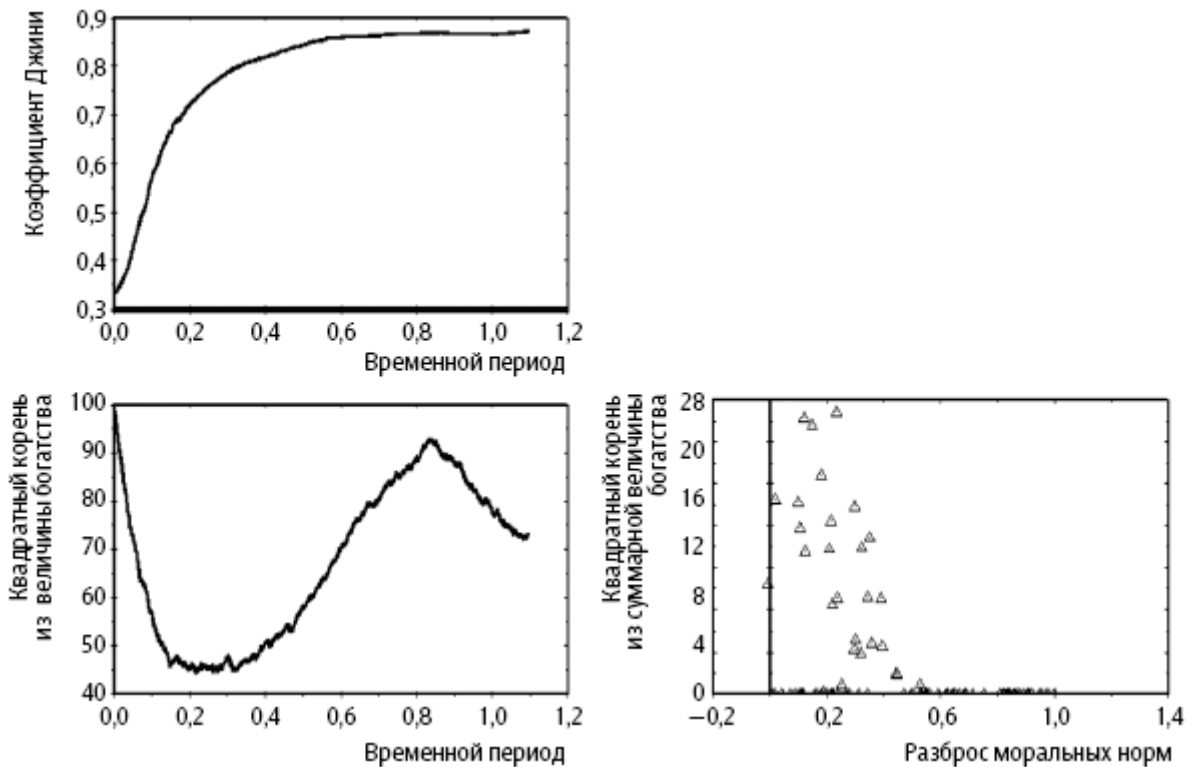 Коэффициент Джини
0,9
0,8
0,7
0,6
0,5
0,4
0,3
0,0 0,2 0,4 0,6 0,8 1,0 1,2
Временной период
Квадратный корень
из величины богатства
100
90
80
70
60
50
40
0,0 0,2 0,4 0,6 0,8 1,0 1,2
Временной период
Квадратный корень
из суммарной величины
богатства
28
20
16
12
8
4
0
−0,2 0,2 0,6 1,0 1,4
Разброс моральных норм